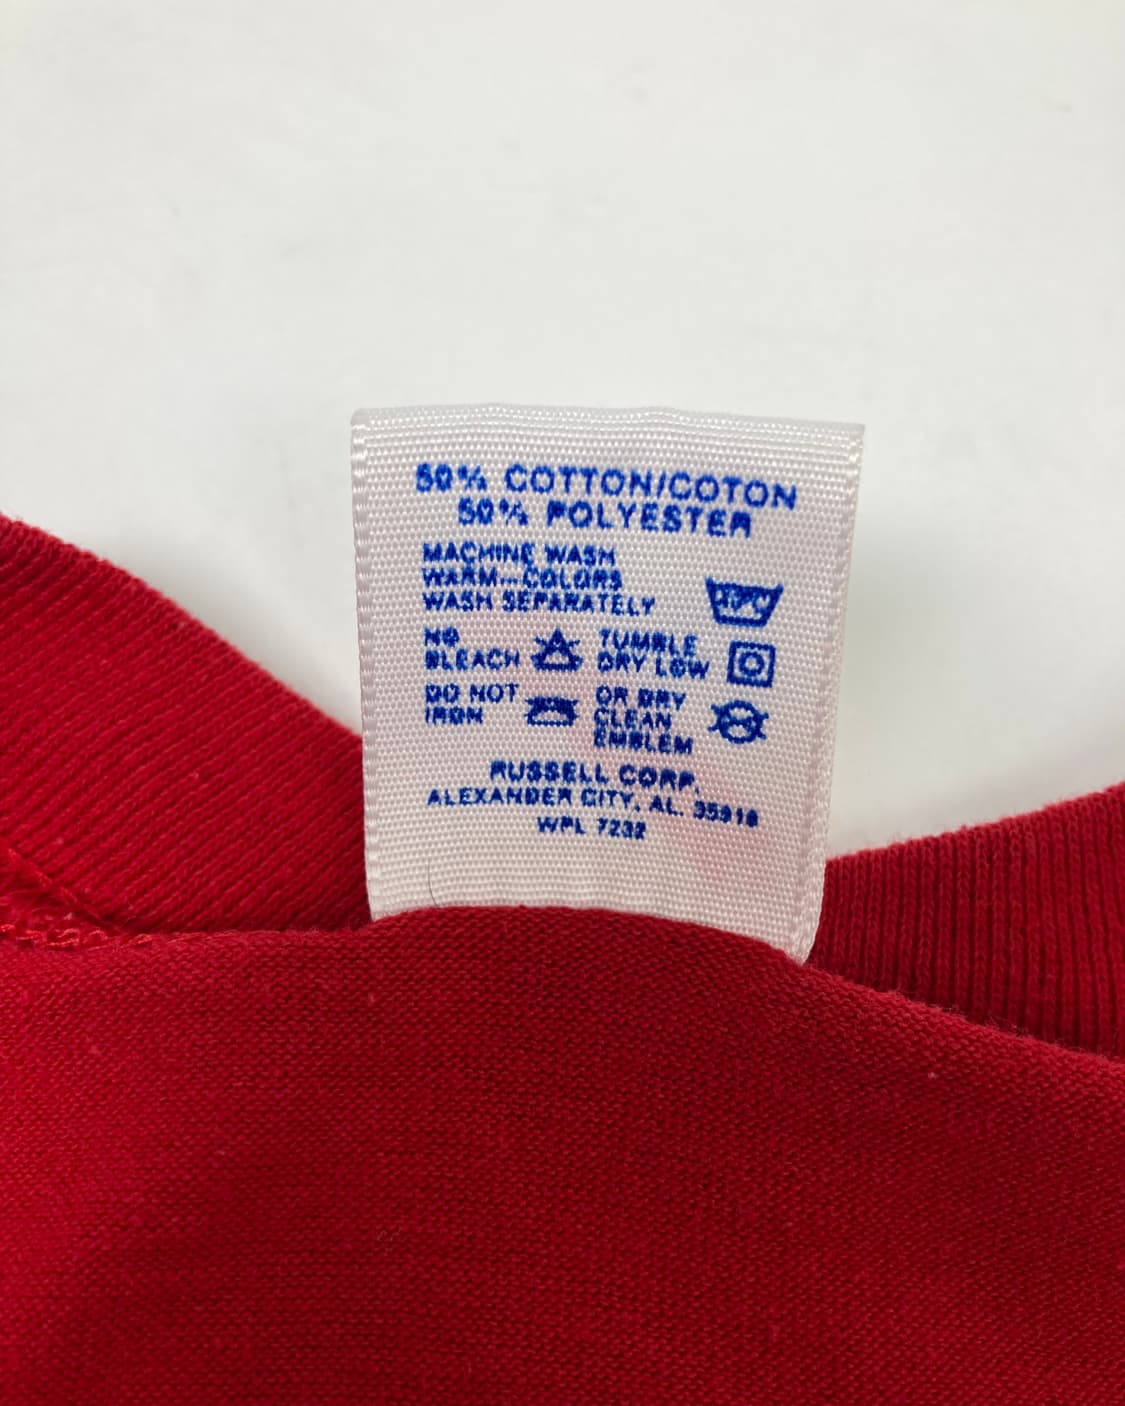 50% COTTON/COTON
50% POLYESTER
MACHINE WASH
WARM—COLORS
WASH SEPARATELY
NO
BLEACH
TUMBLE
DRY LOW
DO NOT
IRON
OR DRY
CLEAN
EMBLEM
RUSSELL CORP.
ALEXANDER CITY, AL. 35010
WPL 7232